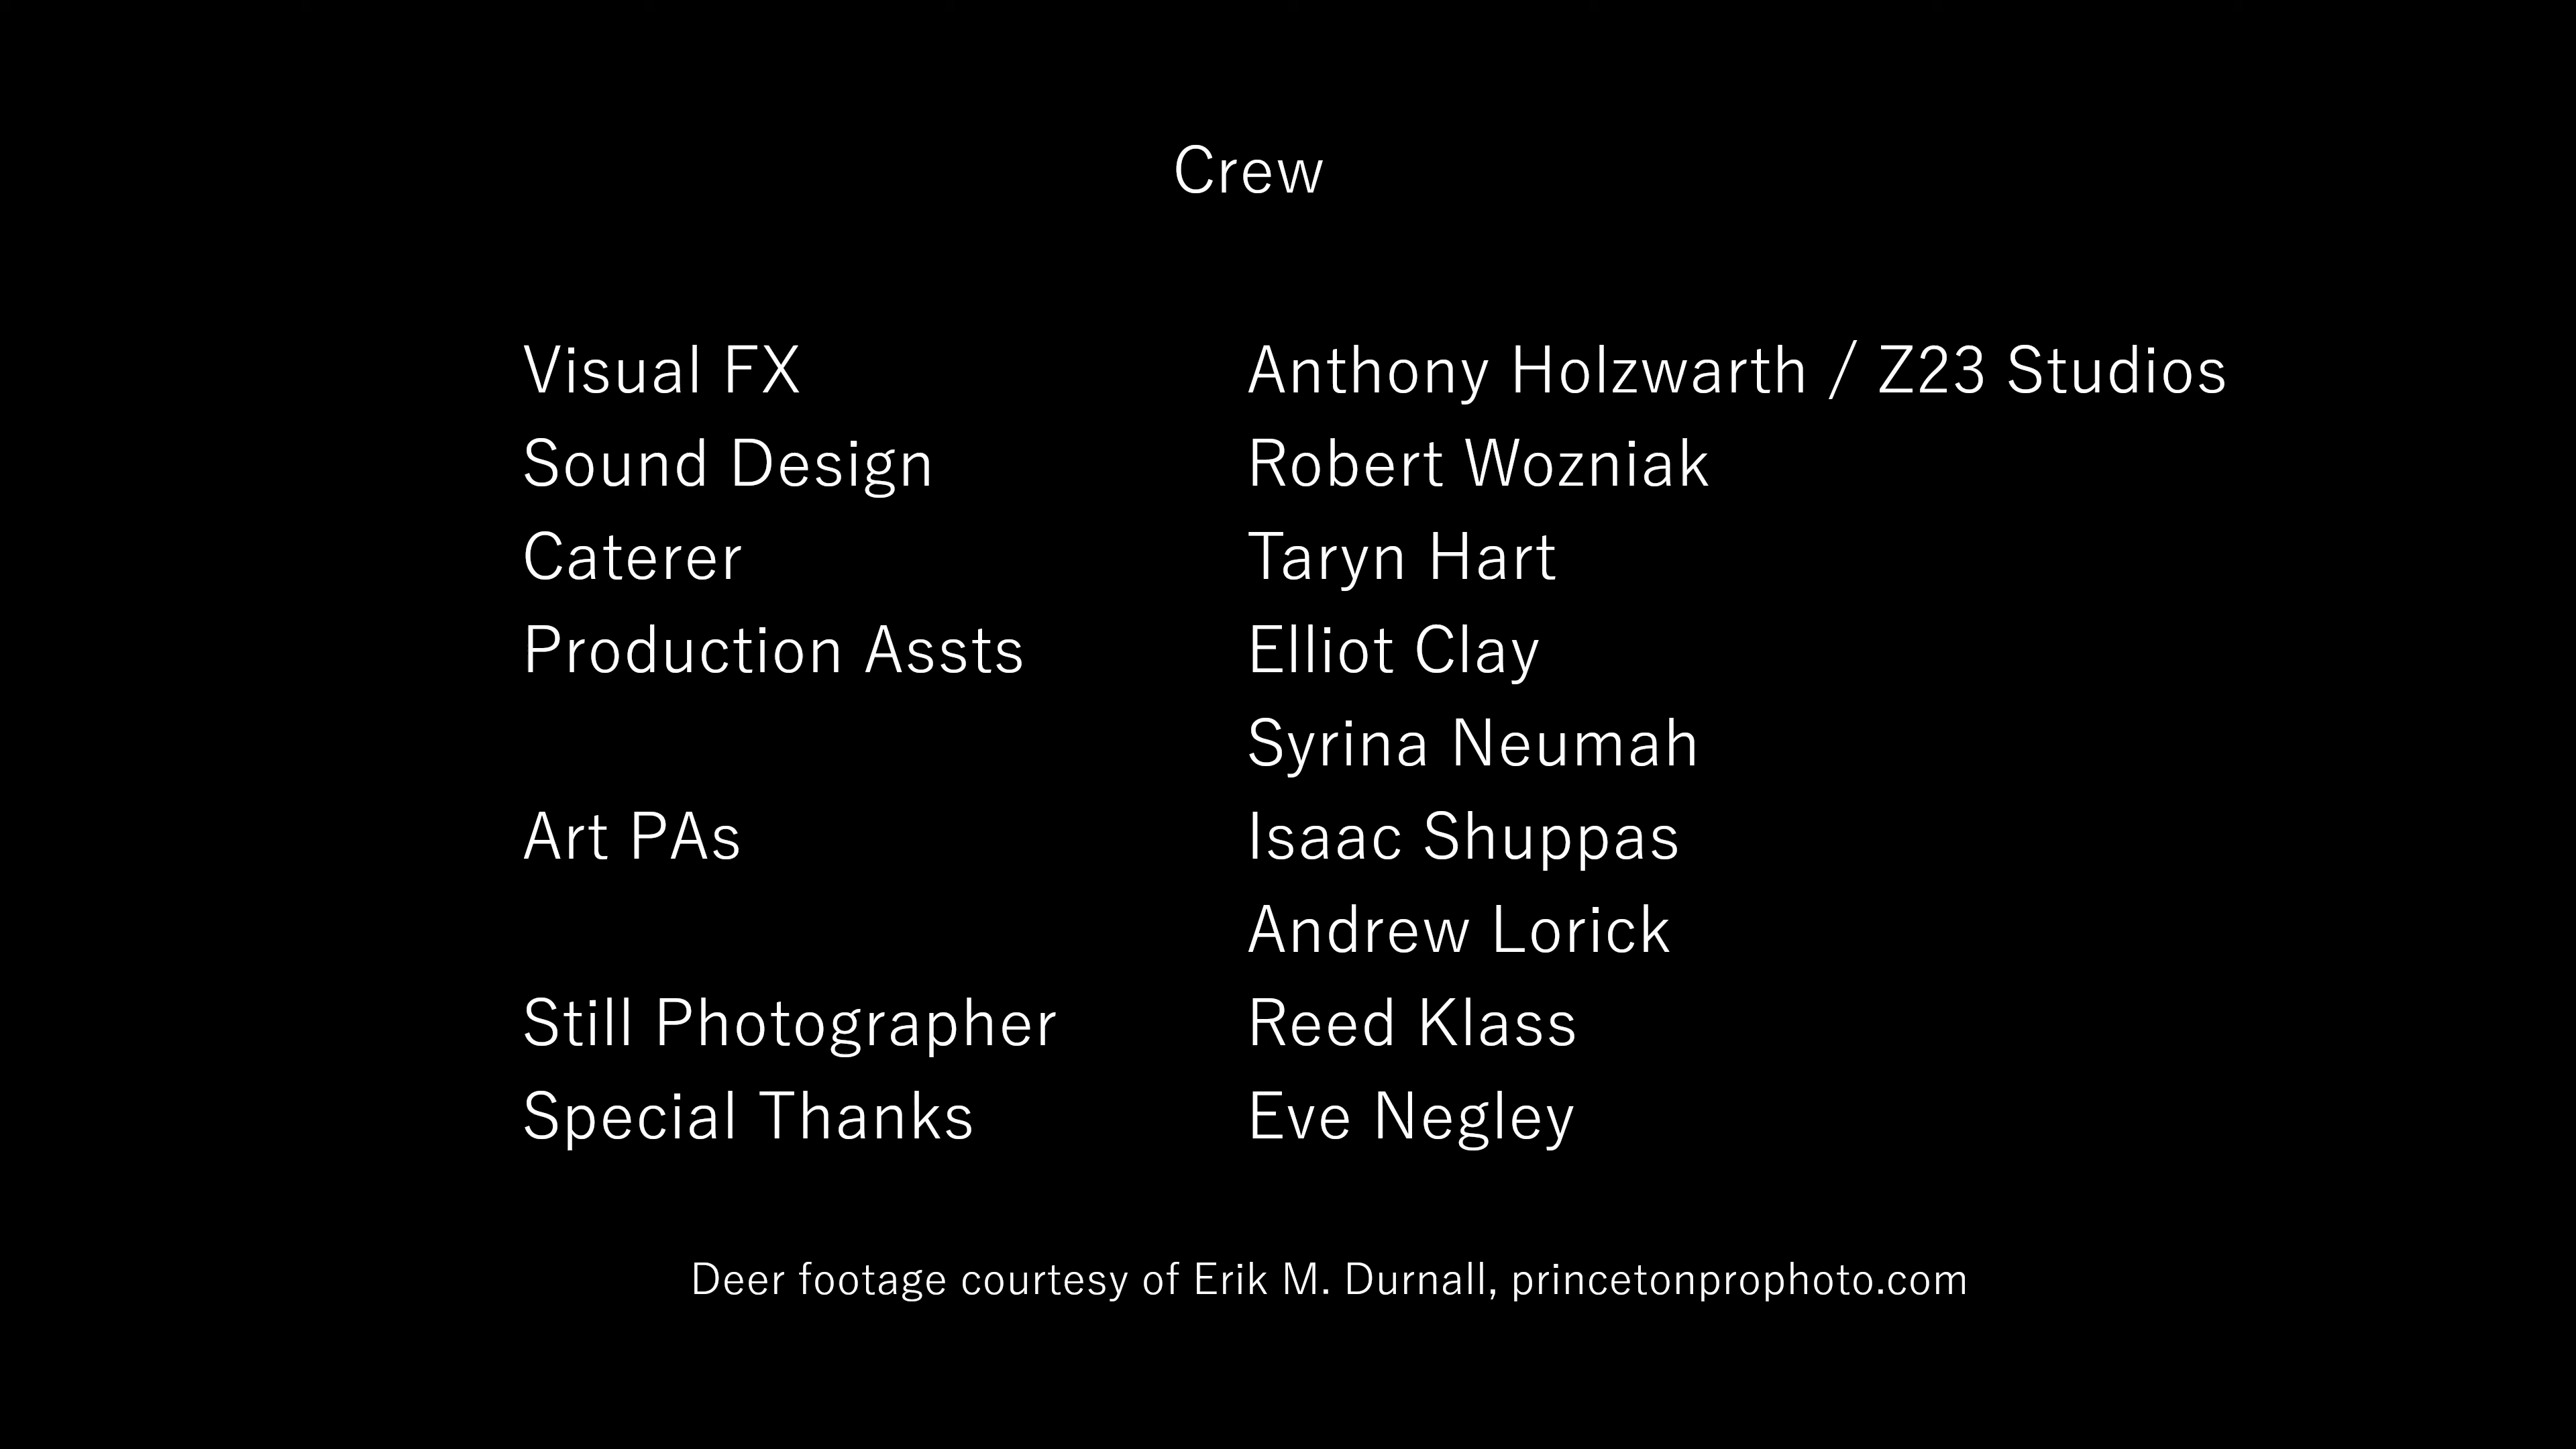 Crew
Visual FX Anthony Holzwarth / Z23 Studios
Sound Design Robert Wozniak
Caterer Taryn Hart
Production Assts Elliot Clay
Syrina Neumah
Art PAs Isaac Shuppas
Andrew Lorick
Still Photographer Reed Klass
Special Thanks Eve Negley
Deer footage courtesy of Erik M. Durnall, princetonprophoto.com